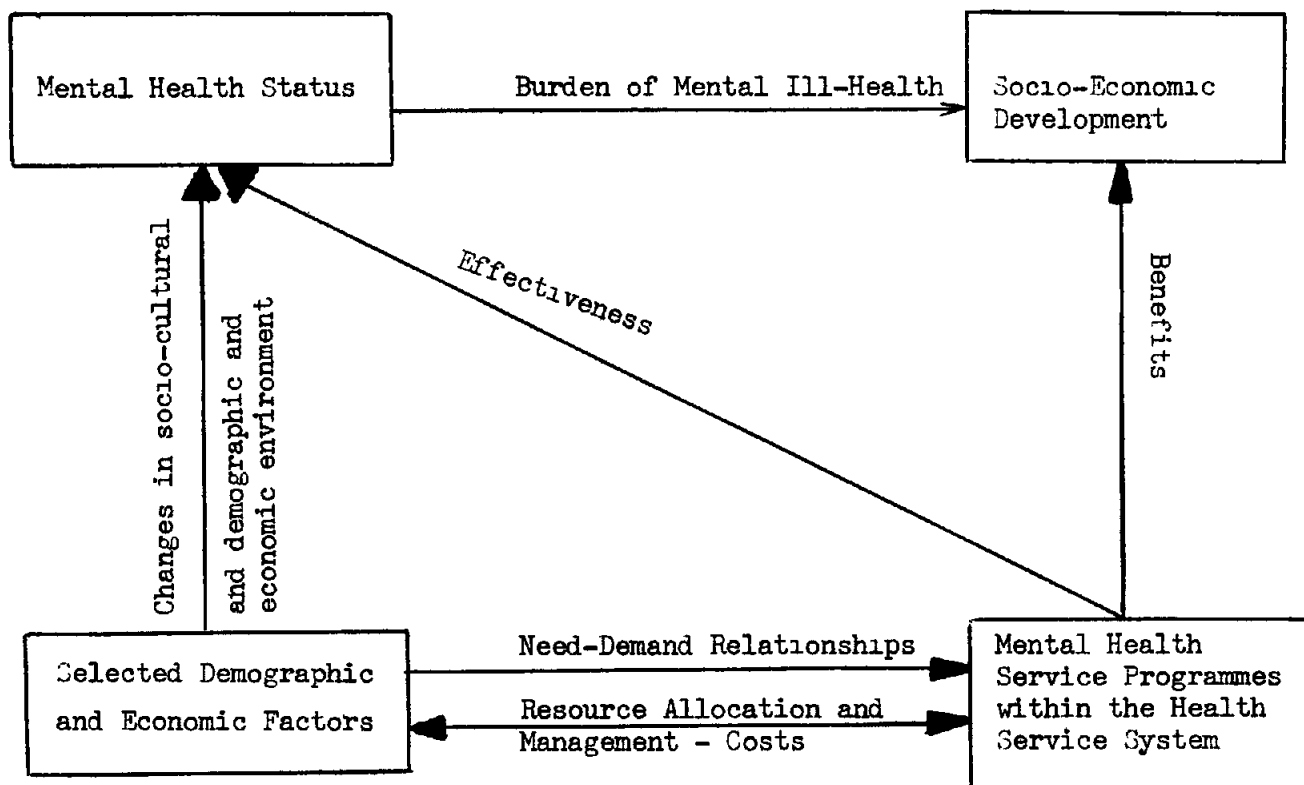 Mental Health Status
Burden of Mental Ill-Health
Socio-Economic
Development
Changes in socio-cultural
and demographic and
economic environment
Effectiveness
Benefits
Selected Demographic
and Economic Factors
Need-Demand Relationships
Resource Allocation and
Management - Costs
Mental Health
Service Programmes
within the Health
Service System